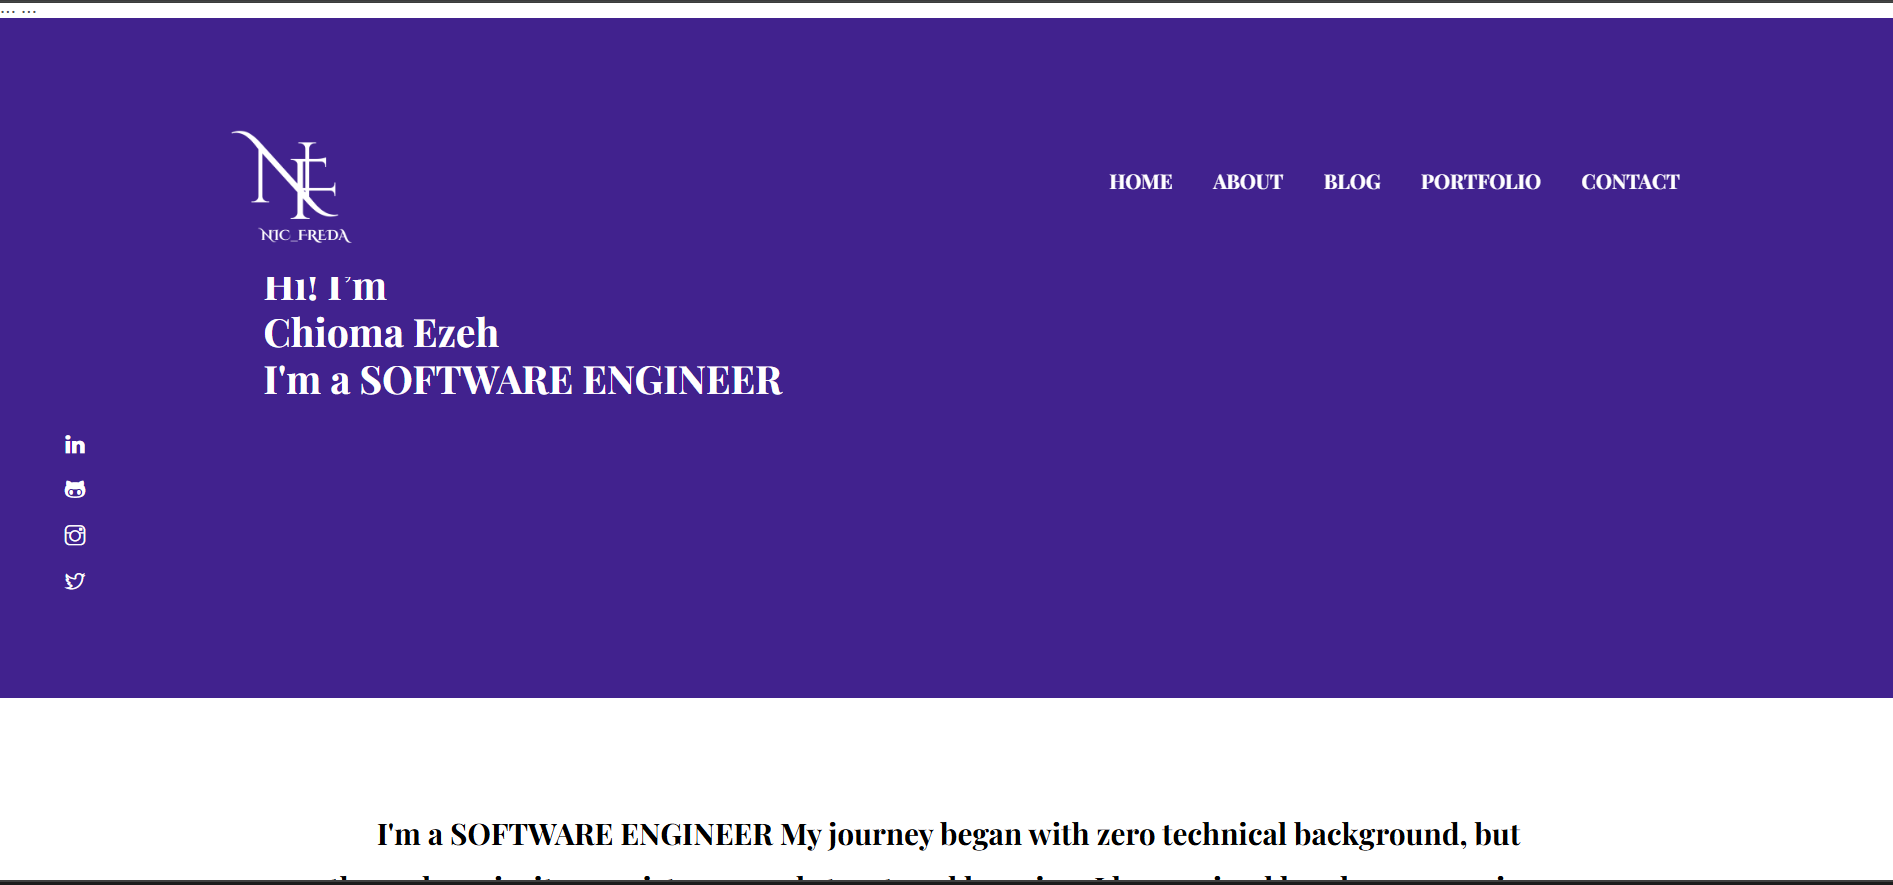 ... ...
NIC_FREDA
HOME ABOUT BLOG PORTFOLIO CONTACT
Hi! I'm
Chioma Ezeh
I'm a SOFTWARE ENGINEER
in
I'm a SOFTWARE ENGINEER My journey began with zero technical background, but